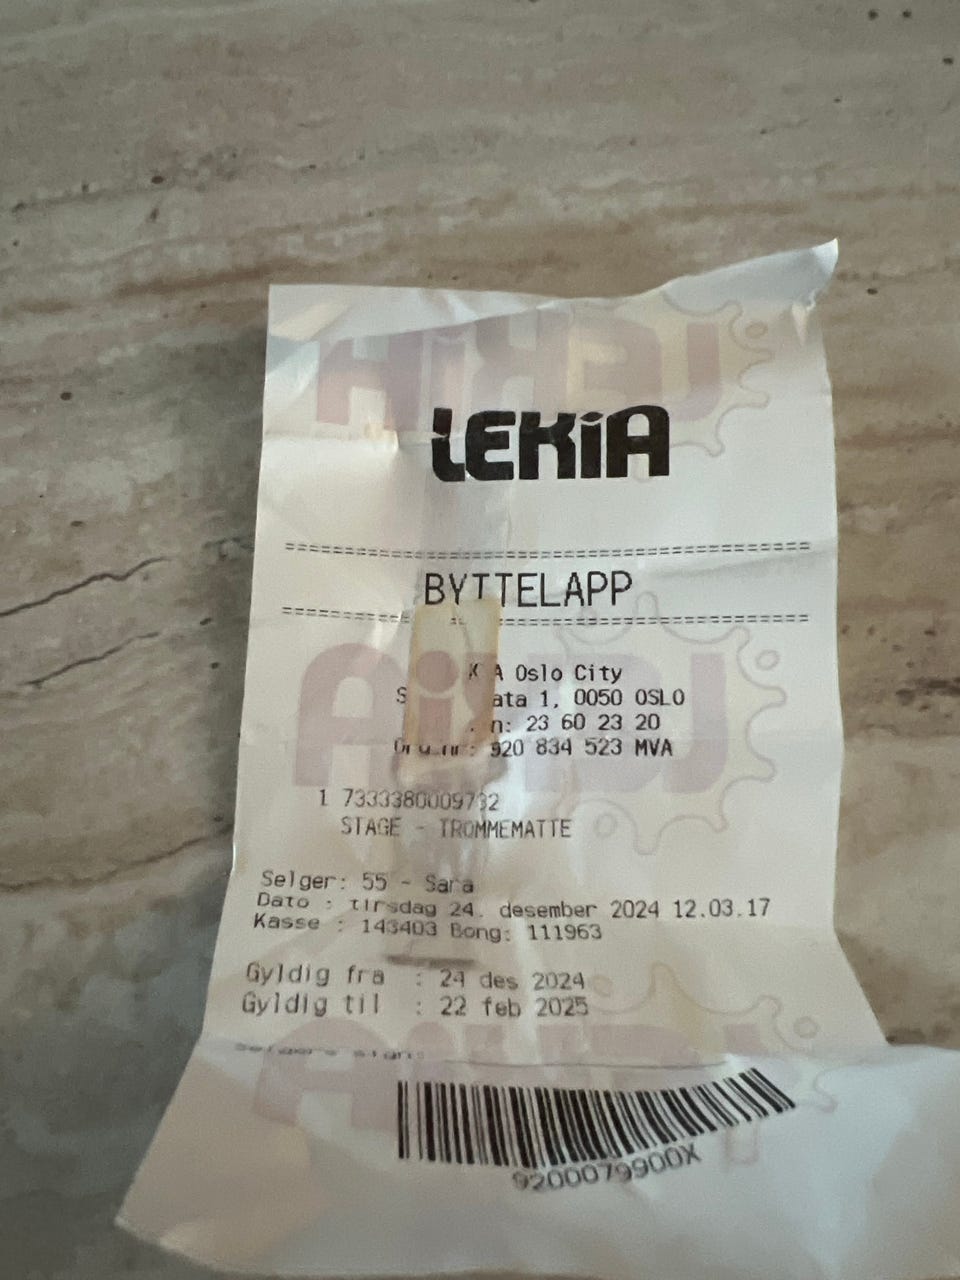 LEKiA
BYTTELAPP
Oslo City
1, 0050 OSLO
23 60 23 20
920 834 523 MVA
1 7333380009732
STAGE - TROMMEMATTE
Selger: 55 - Sara
Dato : tirsdag 24. desember 2024 12.03.17
Kasse : 143403 Bong: 111963
Gyldig fra : 24 des 2024
Gyldig til : 22 feb 2025
9200079900X